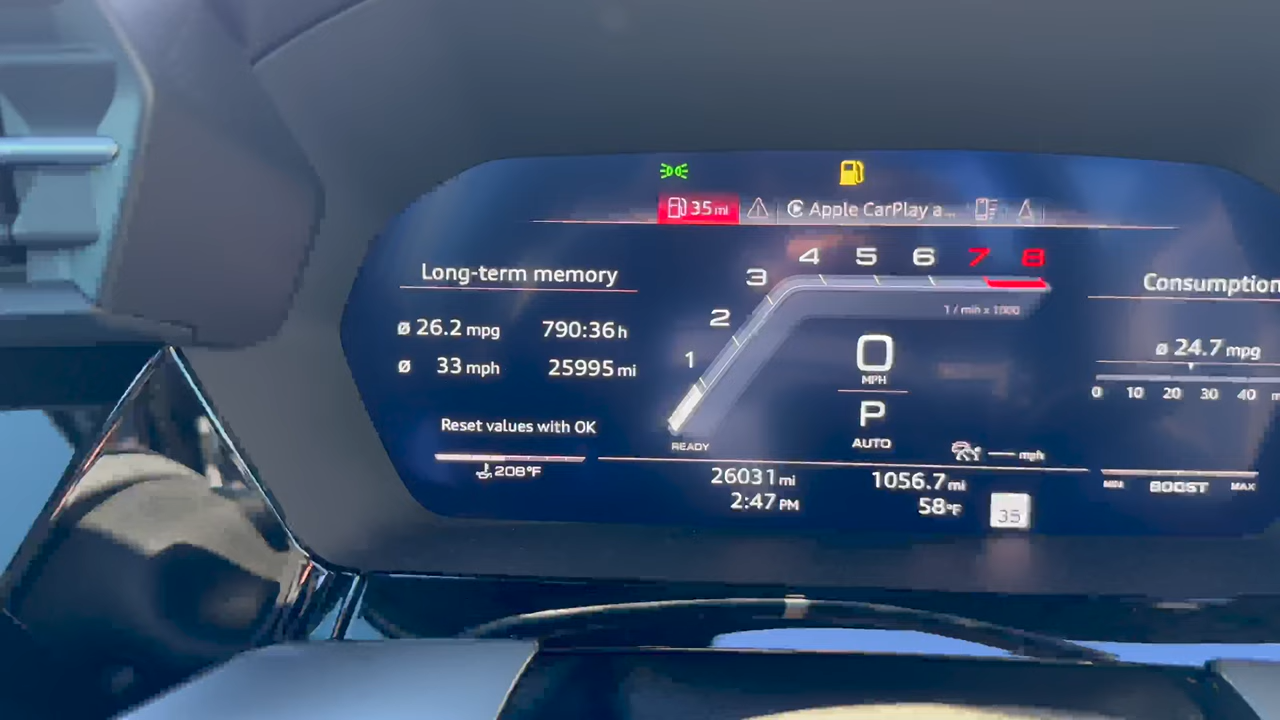 35 mi
Apple CarPlay a...
Long-term memory
ø 26.2 mpg 790:36 h
ø 33 mph 25995 mi
Reset values with OK
208°F
1 2 3 4 5 6 7 8
1 / min x 1000
0
MPH
P
AUTO
READY
--- mph
26031 mi 1056.7 mi
2:47 PM 58°F
35
Consumption
ø 24.7 mpg
0 10 20 30 40 m
MIN BOOST MAX